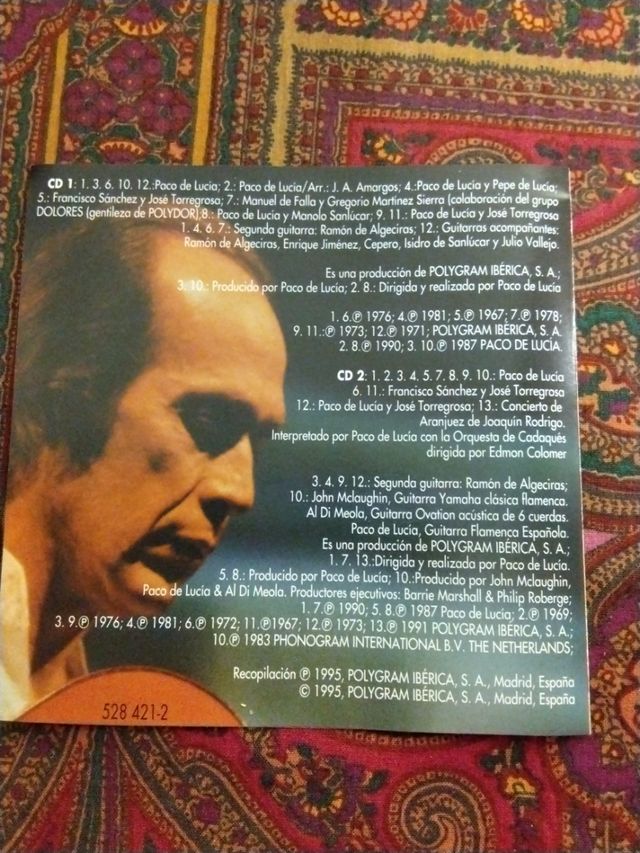 CD 1: 1. 3. 6. 10. 12.:Paco de Lucía; 2.: Paco de Lucía/Arr.: J. A. Amargos; 4.:Paco de Lucía y Pepe de Lucía;
5.: Francisco Sánchez y José Torregrosa; 7.: Manuel de Falla y Gregorio Martínez Sierra (colaboración del grupo
DOLORES (gentileza de POLYDOR),8.: Paco de Lucía y Manolo Sanlúcar; 9. 11.: Paco de Lucía y José Torregrosa
1. 4. 6. 7.: Segunda guitarra: Ramón de Algeciras; 12.: Guitarras acompañantes:
Ramón de Algeciras, Enrique Jiménez, Cepero, Isidro de Sanlúcar y Julio Vallejo.
Es una producción de POLYGRAM IBÉRICA, S. A.;
3. 10.: Producido por Paco de Lucía; 2. 8.: Dirigida y realizada por Paco de Lucía
1. 6.℗ 1976; 4.℗ 1981; 5.℗ 1967; 7.℗ 1978;
9. 11.:℗ 1973; 12.℗ 1971; POLYGRAM IBÉRICA, S. A.
2. 8.℗ 1990; 3. 10.℗ 1987 PACO DE LUCÍA.
CD 2: 1. 2. 3. 4. 5. 7. 8. 9. 10.: Paco de Lucía
6. 11.: Francisco Sánchez y José Torregrosa
12.: Paco de Lucía y José Torregrosa; 13.: Concierto de
Aranjuez de Joaquín Rodrigo.
Interpretado por Paco de Lucía con la Orquesta de Cadaqués
dirigida por Edmon Colomer
3. 4. 9. 12.: Segunda guitarra: Ramón de Algeciras;
10.: John Mclaughin, Guitarra Yamaha clásica flamenca.
Al Di Meola, Guitarra Ovation acústica de 6 cuerdas.
Paco de Lucía, Guitarra Flamenca Española.
Es una producción de POLYGRAM IBÉRICA, S. A.;
1. 7. 13.:Dirigida y realizada por Paco de Lucía.
5. 8.: Producido por Paco de Lucía; 10.:Producido por John Mclaughin,
Paco de Lucía & Al Di Meola. Productores ejecutivos: Barrie Marshall & Philip Roberge;
1. 7.℗ 1990; 5. 8.℗ 1987 Paco de Lucía; 2.℗ 1969;
3. 9.℗ 1976; 4.℗ 1981; 6.℗ 1972; 11.℗1967; 12.℗ 1973; 13.℗ 1991 POLYGRAM IBERICA, S. A.;
10.℗ 1983 PHONOGRAM INTERNATIONAL B.V. THE NETHERLANDS;
Recopilación ℗ 1995, POLYGRAM IBÉRICA, S. A., Madrid, España
© 1995, POLYGRAM IBÉRICA, S. A., Madrid, España
528 421-2